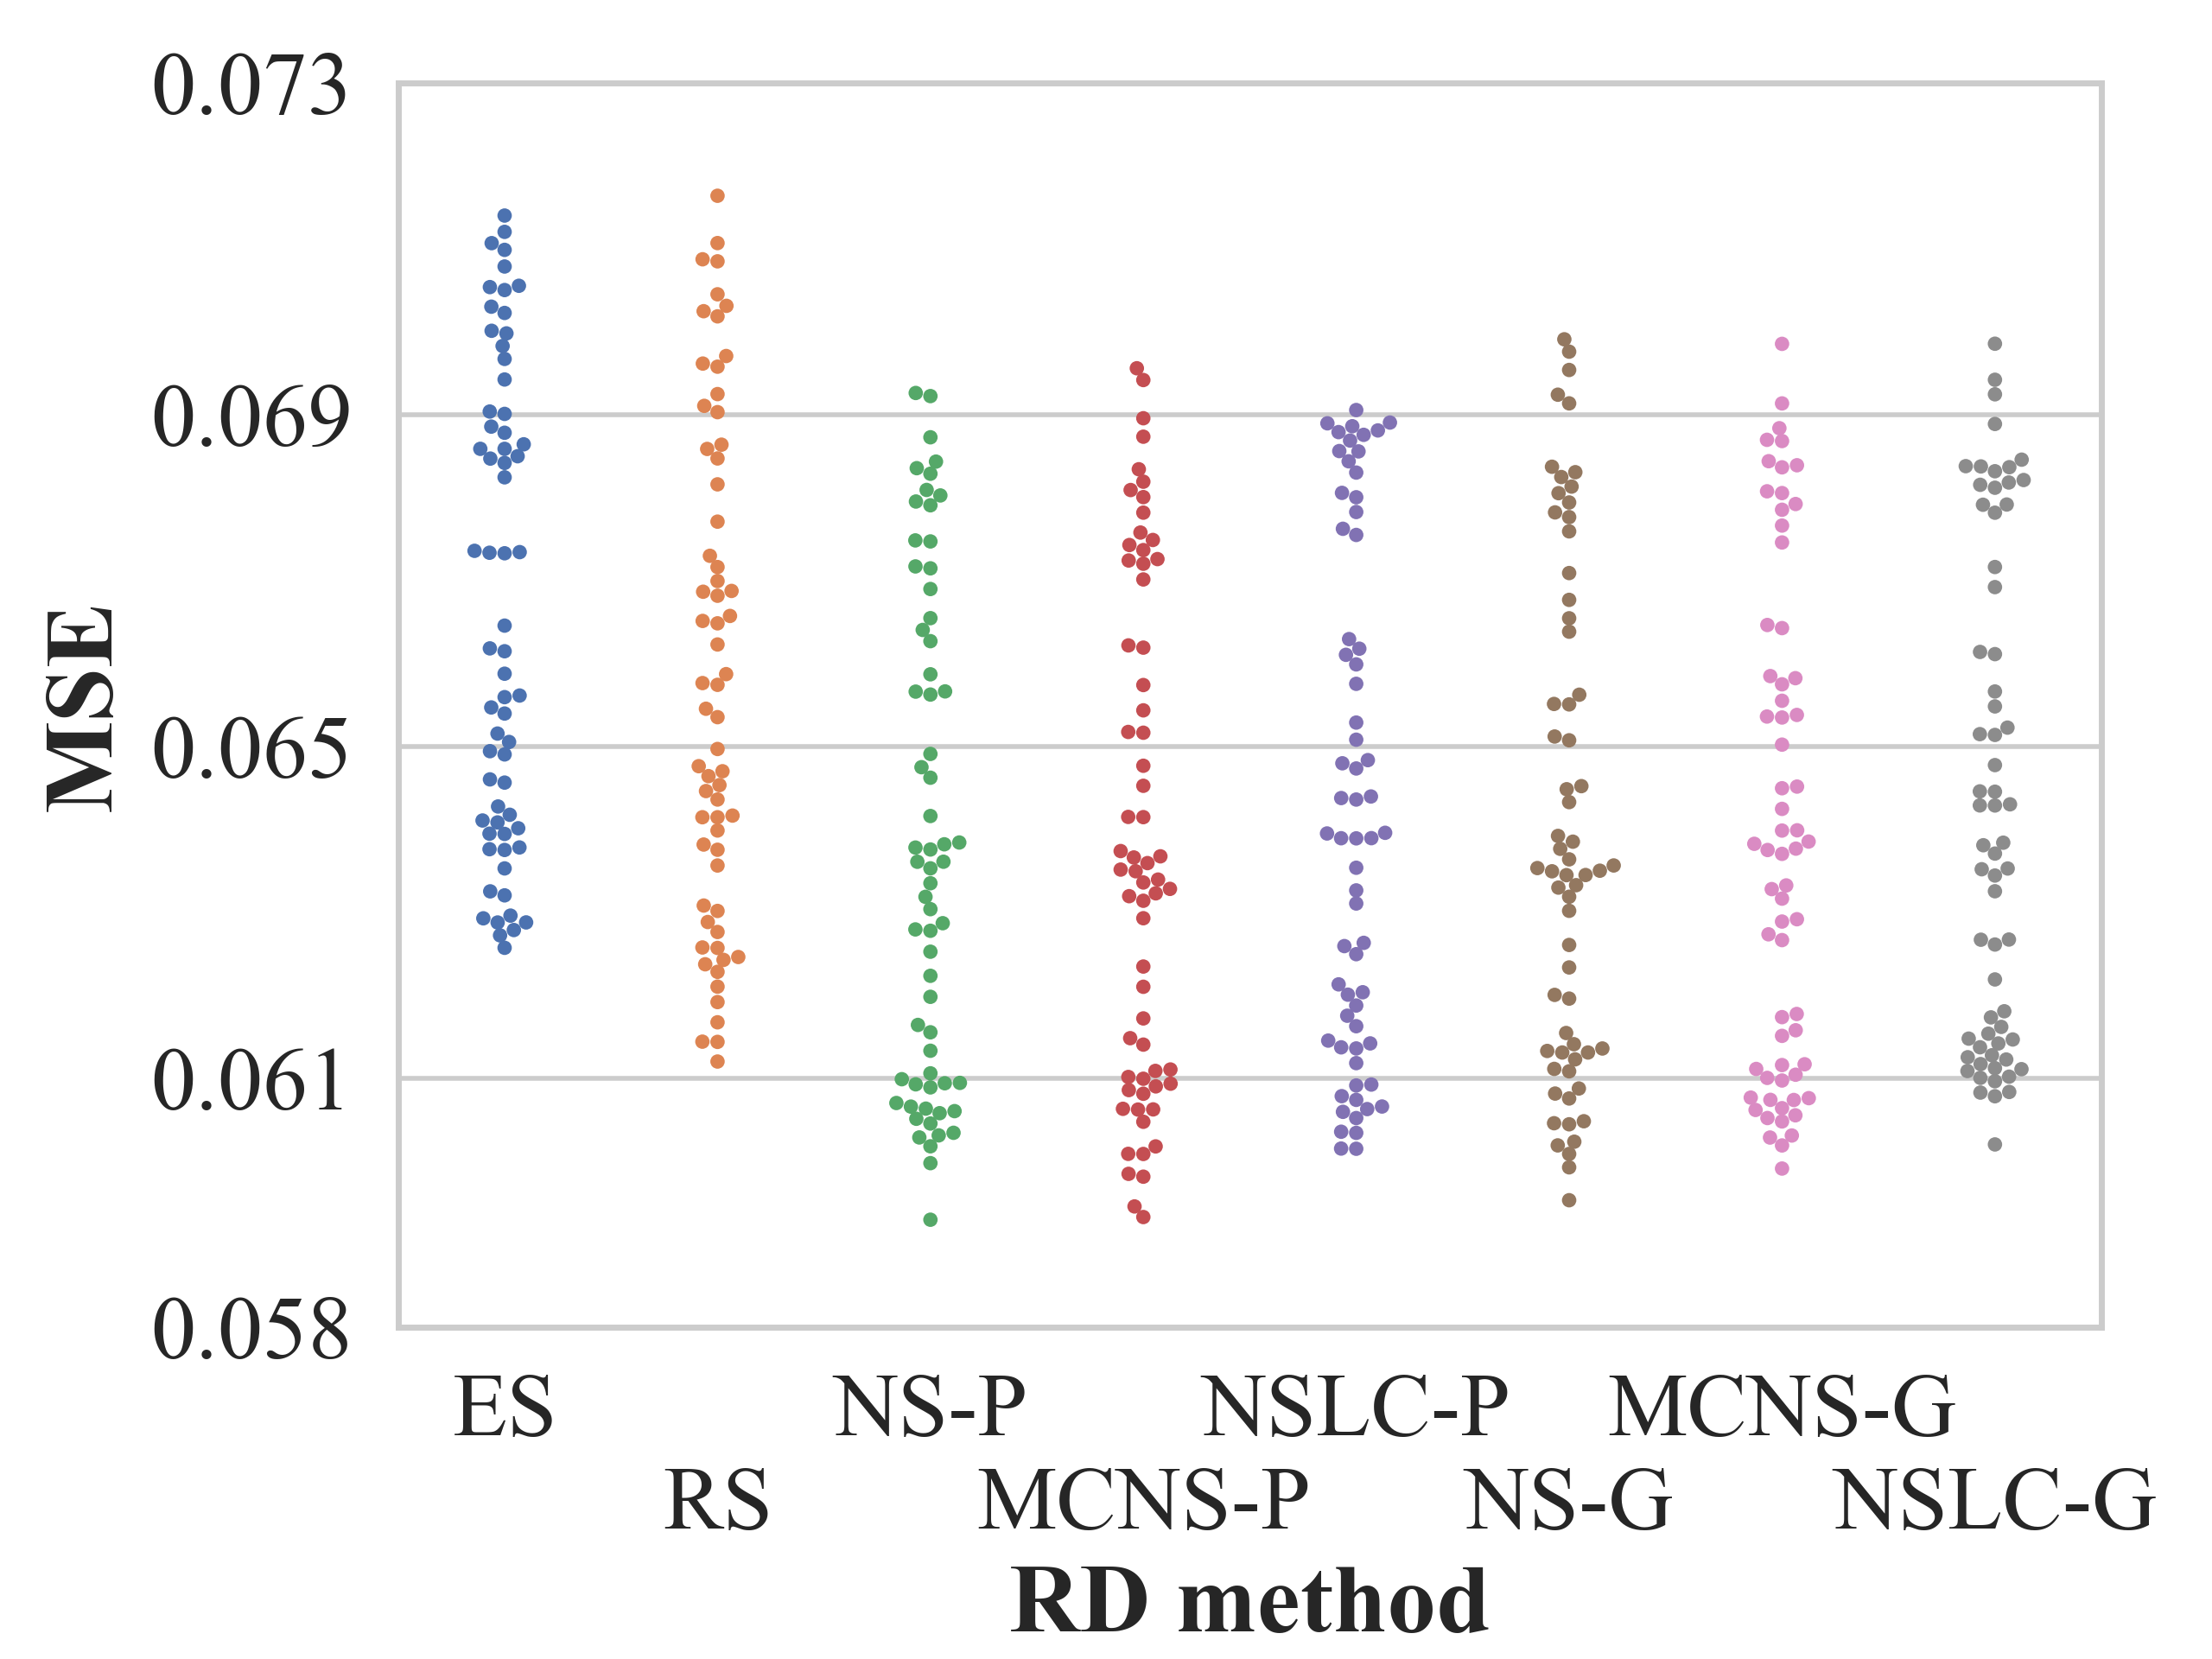 0.073
0.069
0.065
0.061
0.058
MSE
ES NS-P NSLC-P MCNS-G
RS MCNS-P NS-G NSLC-G
RD method